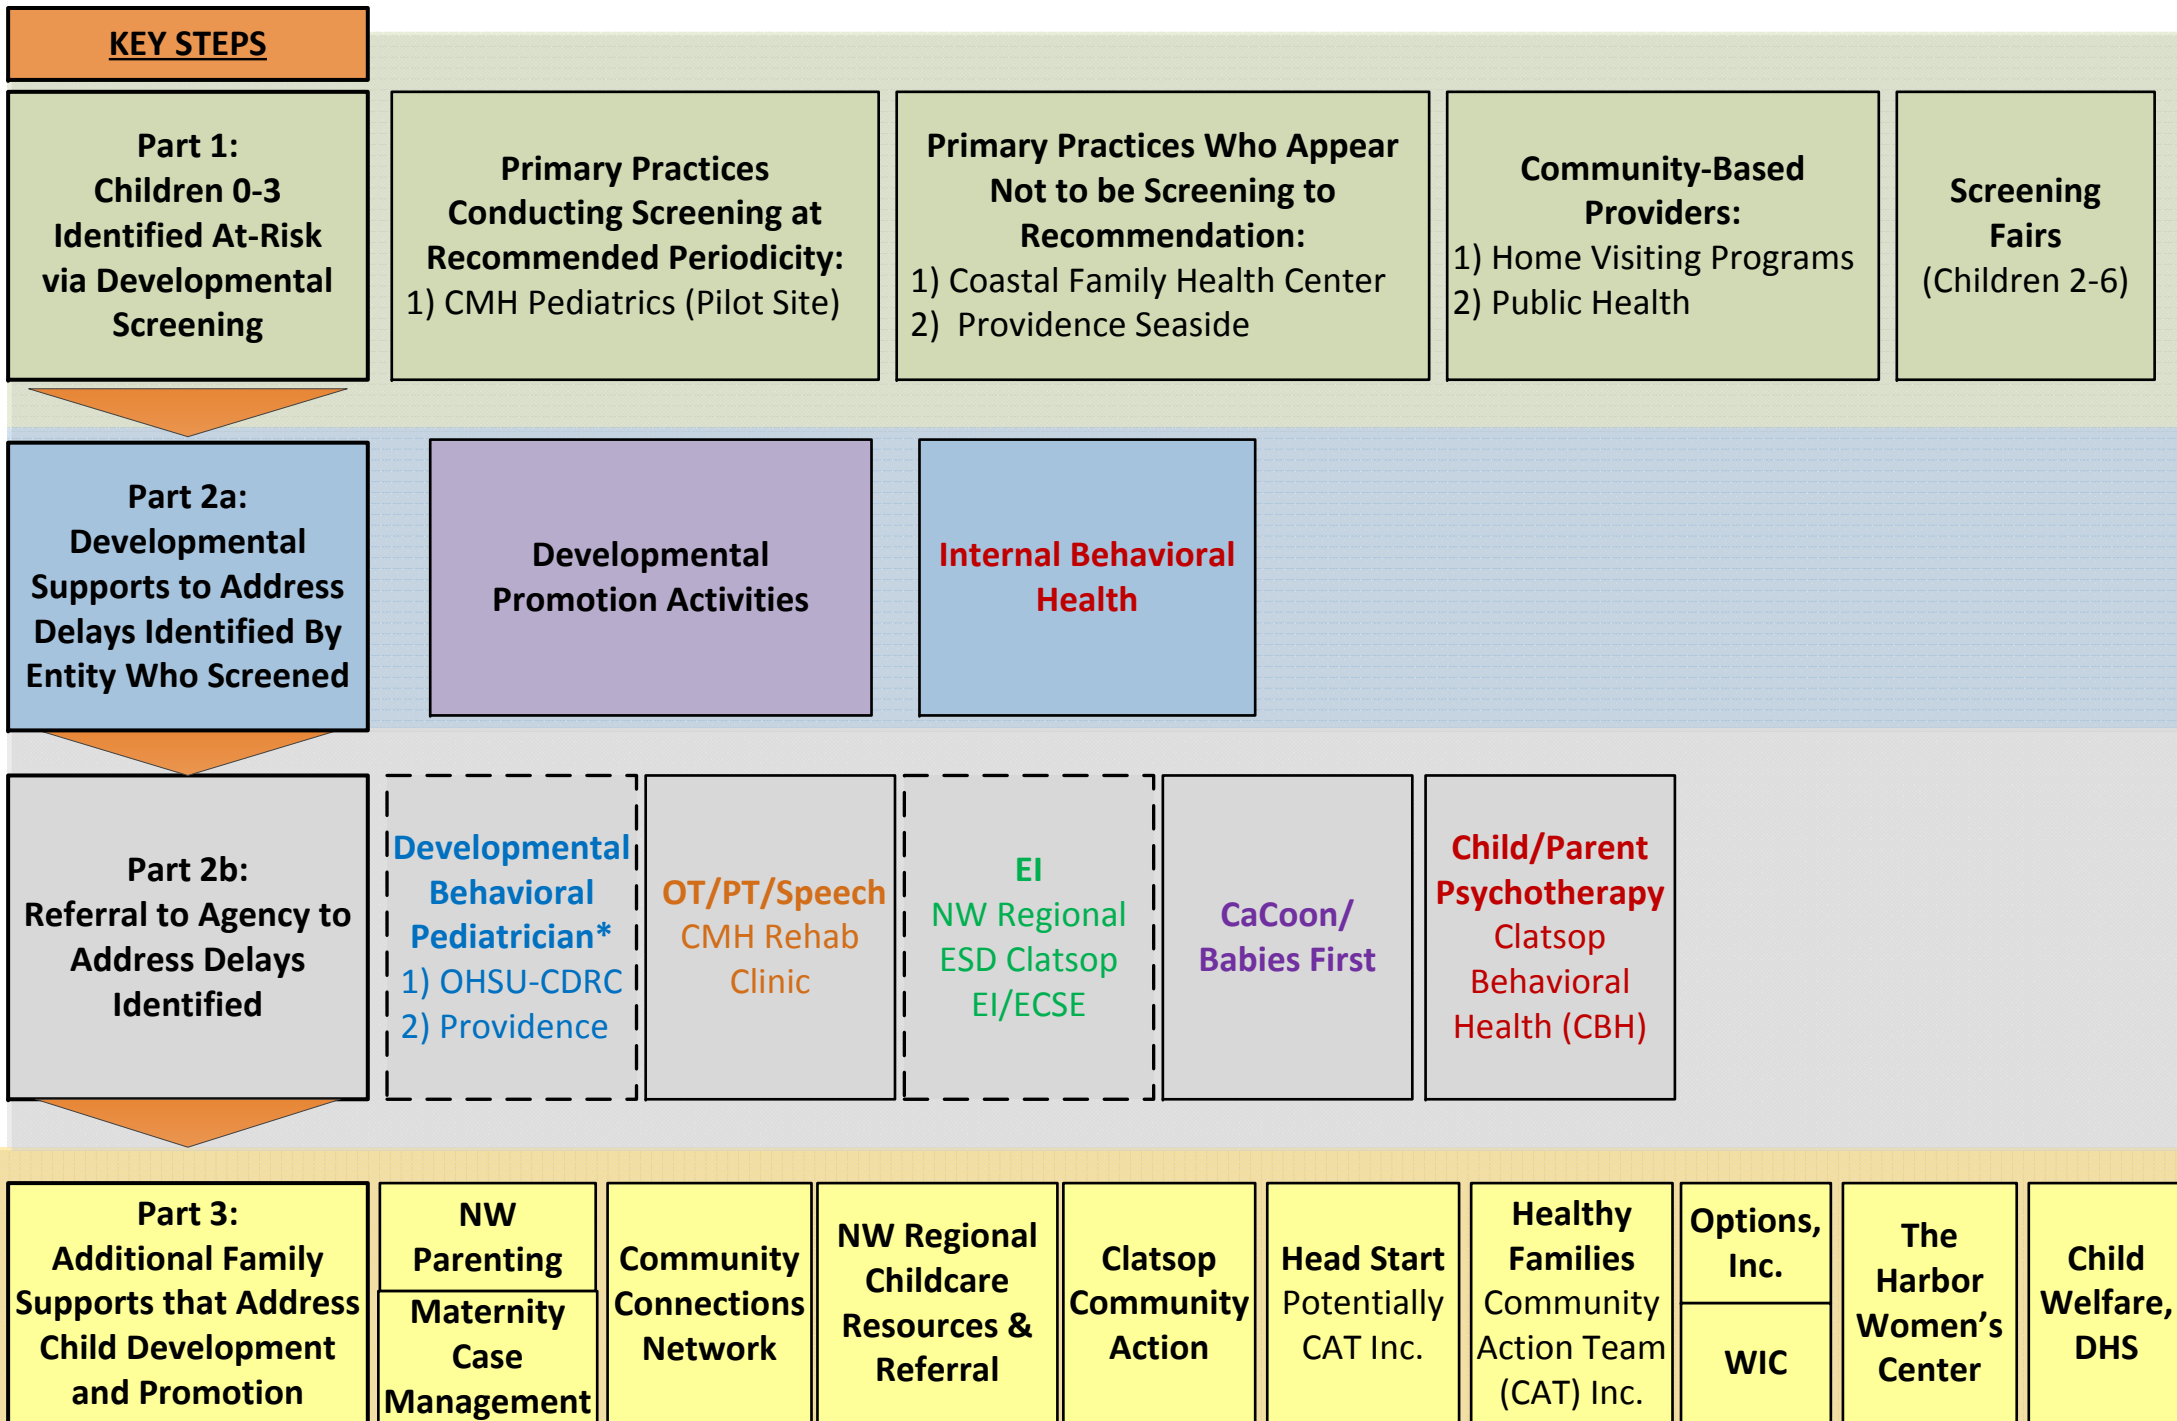 KEY STEPS
Part 1:
Children 0-3
Identified At-Risk
via Developmental
Screening
Primary Practices
Conducting Screening at
Recommended Periodicity:
1) CMH Pediatrics (Pilot Site)
Primary Practices Who Appear
Not to be Screening to
Recommendation:
1) Coastal Family Health Center
2) Providence Seaside
Community-Based
Providers:
1) Home Visiting Programs
2) Public Health
Screening
Fairs
(Children 2-6)
Part 2a:
Developmental
Supports to Address
Delays Identified By
Entity Who Screened
Developmental
Promotion Activities
Internal Behavioral
Health
Part 2b:
Referral to Agency to
Address Delays
Identified
Developmental
Behavioral
Pediatrician*
1) OHSU-CDRC
2) Providence
OT/PT/Speech
CMH Rehab
Clinic
EI
NW Regional
ESD Clatsop
EI/ECSE
CaCoon/
Babies First
Child/Parent
Psychotherapy
Clatsop
Behavioral
Health (CBH)
Part 3:
Additional Family
Supports that Address
Child Development
and Promotion
NW
Parenting
Maternity
Case
Management
Community
Connections
Network
NW Regional
Childcare
Resources &
Referral
Clatsop
Community
Action
Head Start
Potentially
CAT Inc.
Healthy
Families
Community
Action Team
(CAT) Inc.
Options,
Inc.
WIC
The
Harbor
Women's
Center
Child
Welfare,
DHS